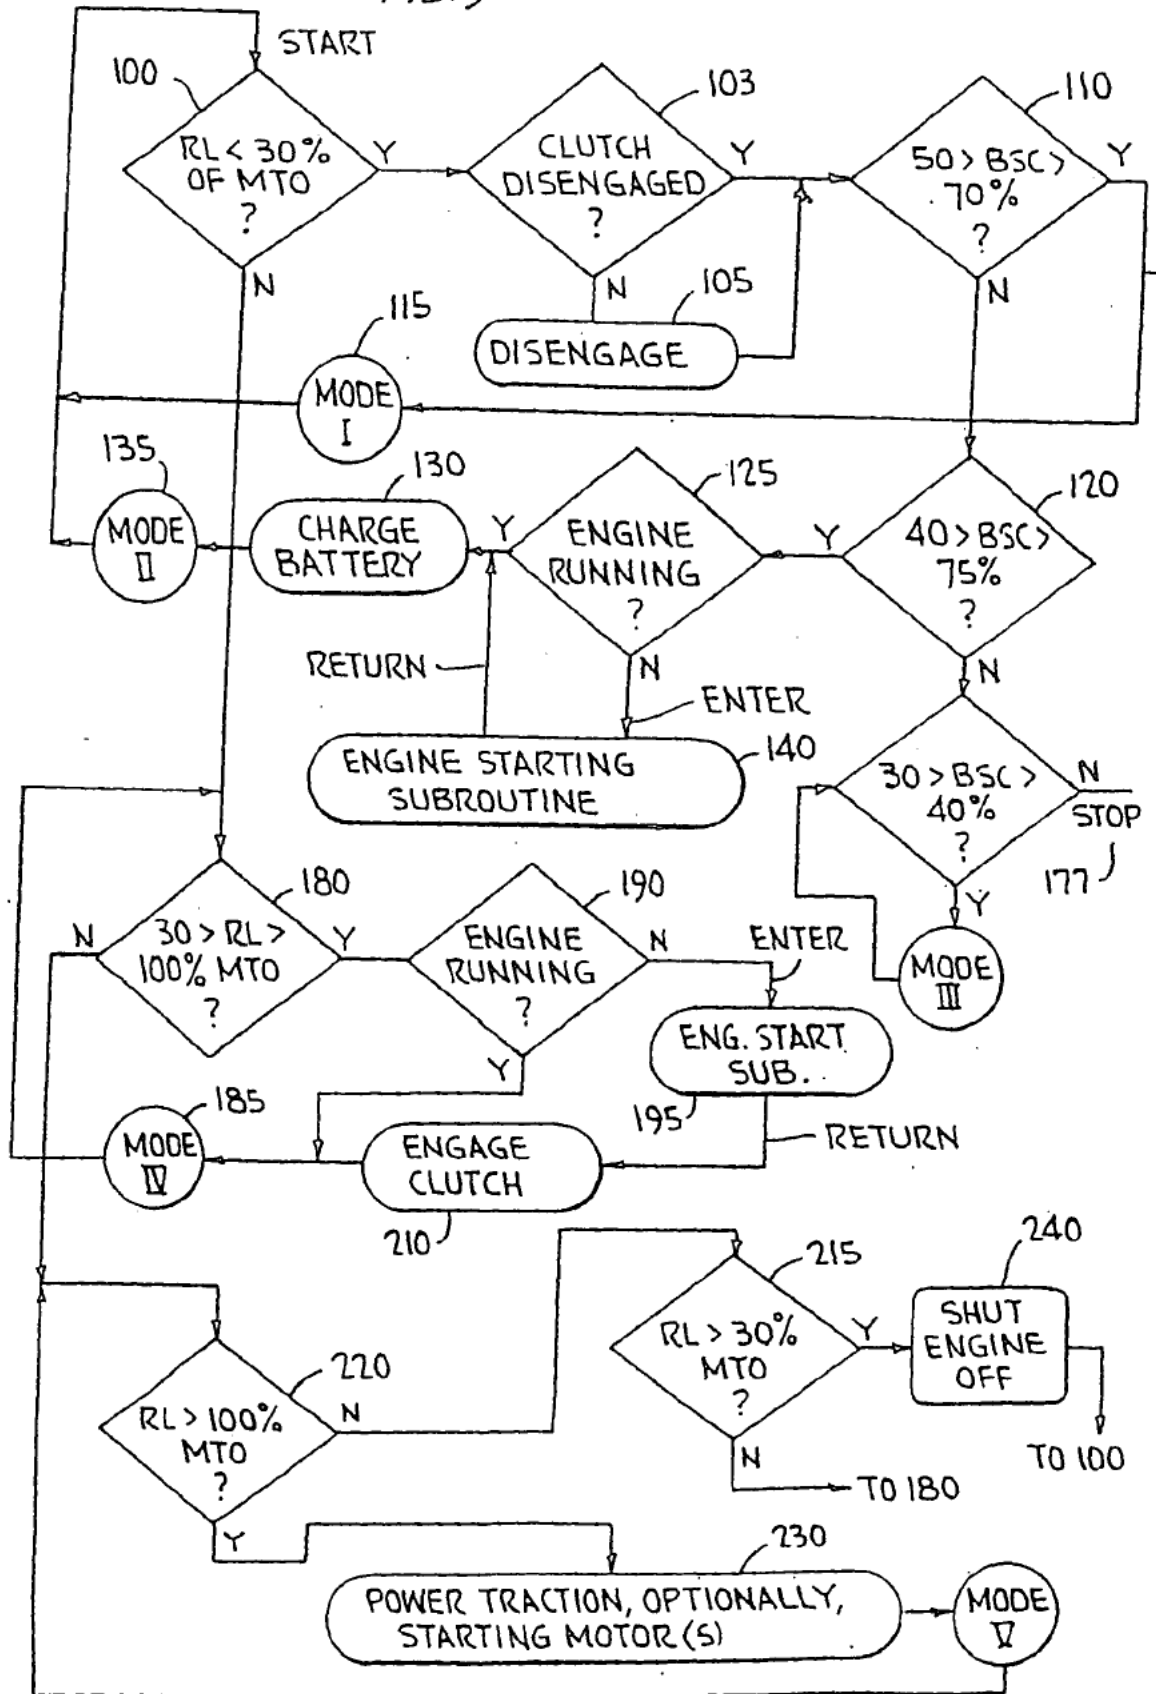 START
100
RL < 30%
OF MTO
?
Y
N
103
CLUTCH
DISENGAGED
?
Y
N
105
DISENGAGE
110
50 > BSC >
70%
?
Y
N
115
MODE
I
135
MODE
II
130
CHARGE
BATTERY
125
ENGINE
RUNNING
?
Y
N
120
40 > BSC >
75%
?
Y
N
RETURN
ENTER
140
ENGINE STARTING
SUBROUTINE
30 > BSC >
40%
?
N
STOP
177
Y
MODE
III
180
30 > RL >
100% MTO
?
N
Y
190
ENGINE
RUNNING
?
N
Y
ENTER
ENG. START
SUB.
195
RETURN
185
MODE
IV
ENGAGE
CLUTCH
210
215
RL > 30%
MTO
?
Y
N
TO 180
240
SHUT
ENGINE
OFF
TO 100
220
RL > 100%
MTO
?
N
Y
230
POWER TRACTION, OPTIONALLY,
STARTING MOTOR(S)
MODE
V